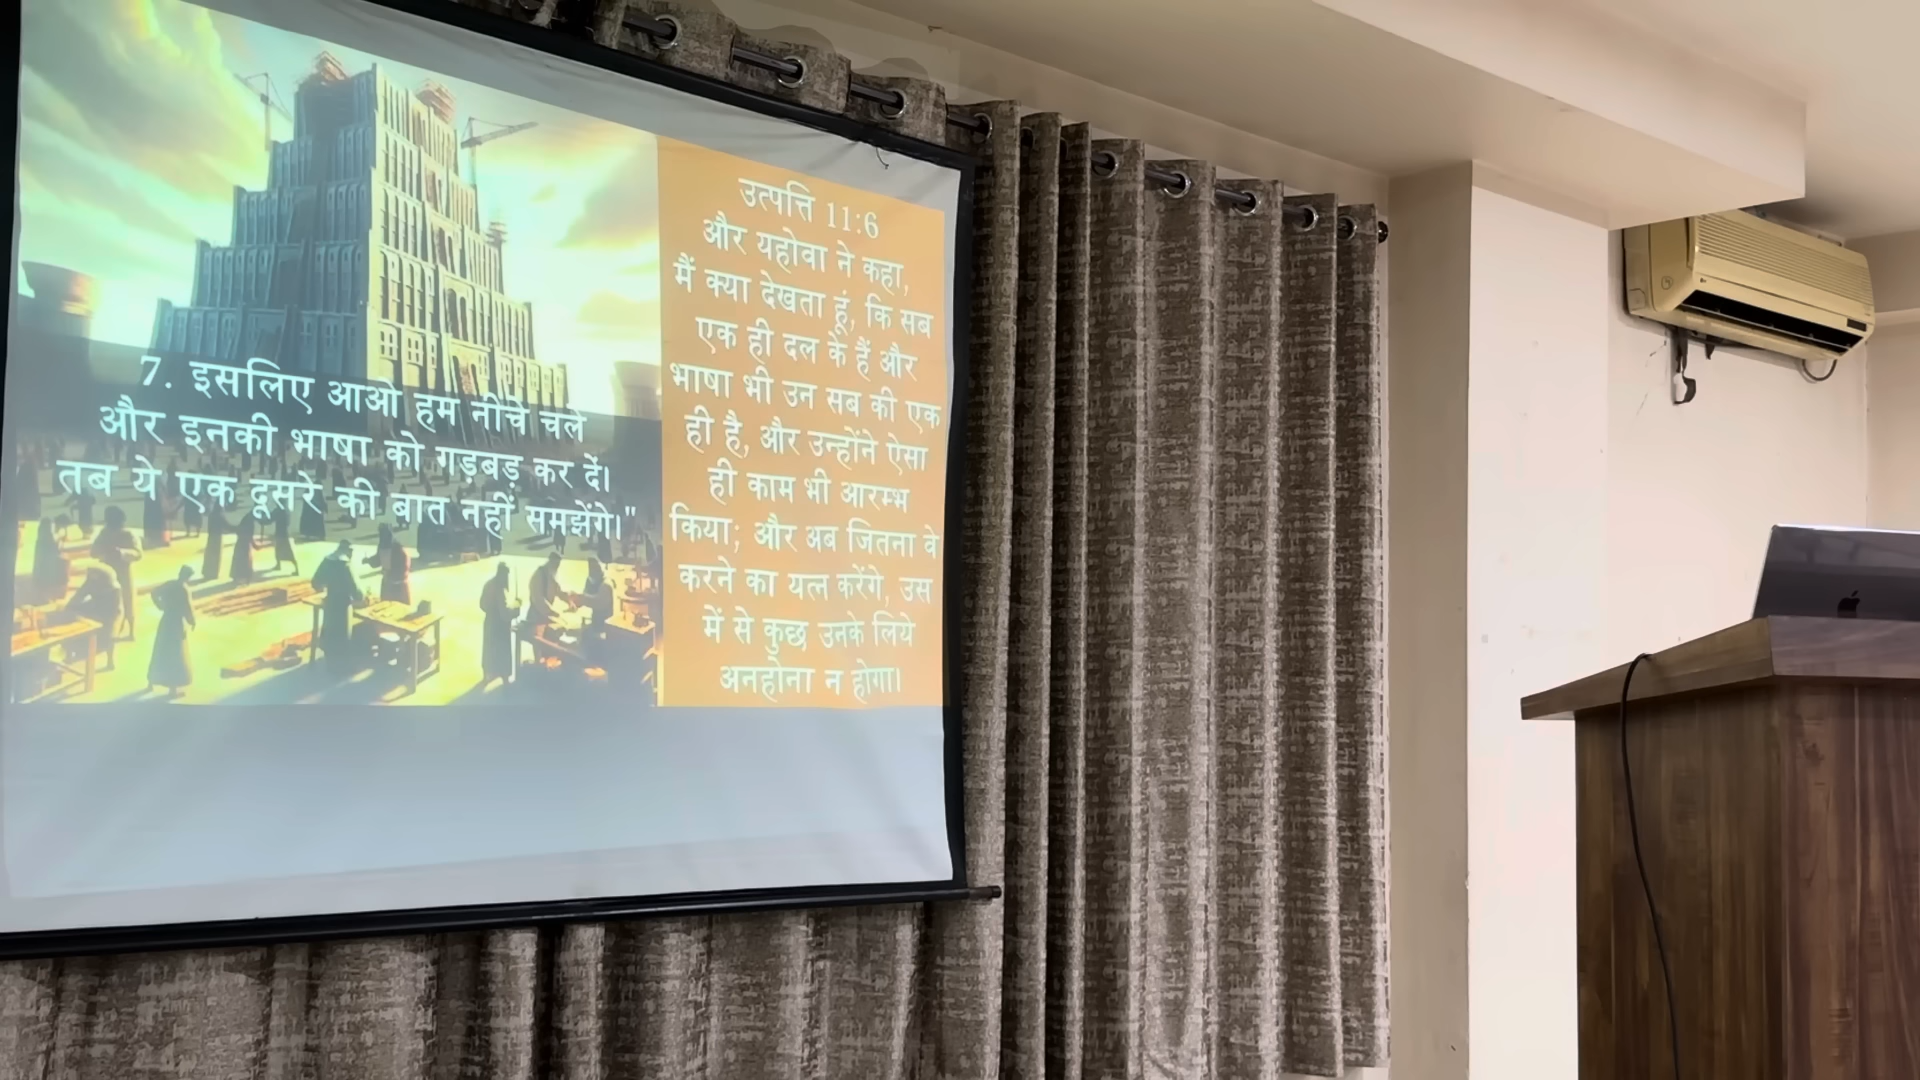 7. इसलिए आओ हम नीचे चलें
और इनकी भाषा को गड़बड़ कर दें।
तब ये एक दूसरे की बात नहीं समझेंगे।"
उत्पत्ति 11:6
और यहोवा ने कहा,
मैं क्या देखता हूं, कि सब
एक ही दल के हैं और
भाषा भी उन सब की एक
ही है, और उन्होंने ऐसा
ही काम भी आरम्भ
किया; और अब जितना वे
करने का यत्न करेंगे, उस
में से कुछ उनके लिये
अनहोना न होगा।